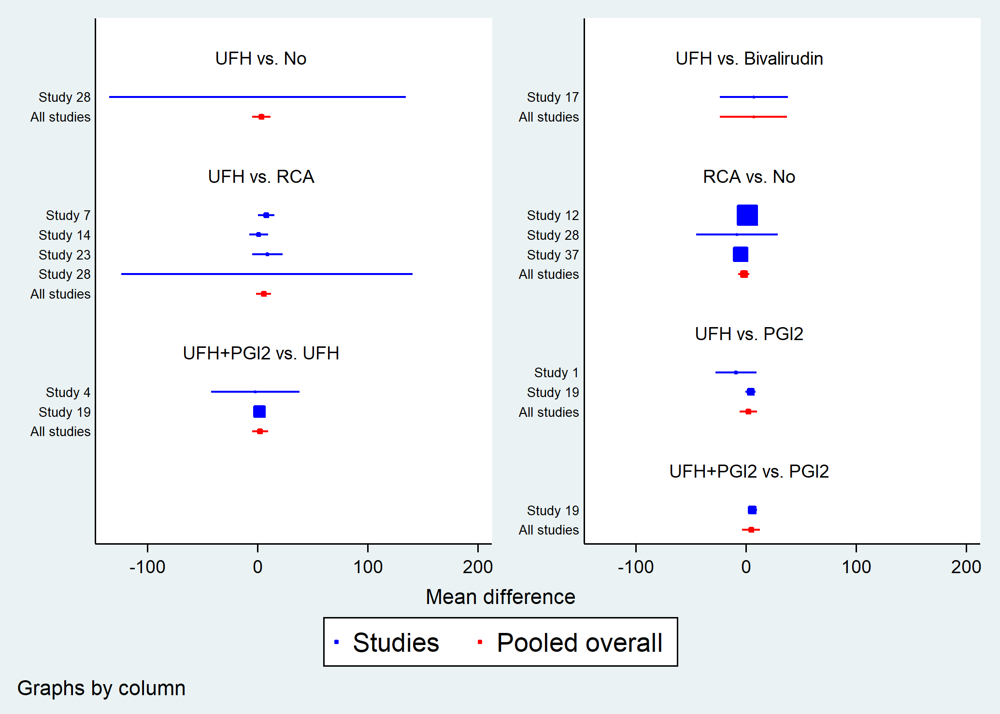 UFH vs. No
Study 28
All studies
UFH vs. RCA
Study 7
Study 14
Study 23
Study 28
All studies
UFH+PGI2 vs. UFH
Study 4
Study 19
All studies
-100 0 100 200
UFH vs. Bivalirudin
Study 17
All studies
RCA vs. No
Study 12
Study 28
Study 37
All studies
UFH vs. PGI2
Study 1
Study 19
All studies
UFH+PGI2 vs. PGI2
Study 19
All studies
-100 0 100 200
Mean difference
Studies Pooled overall
Graphs by column